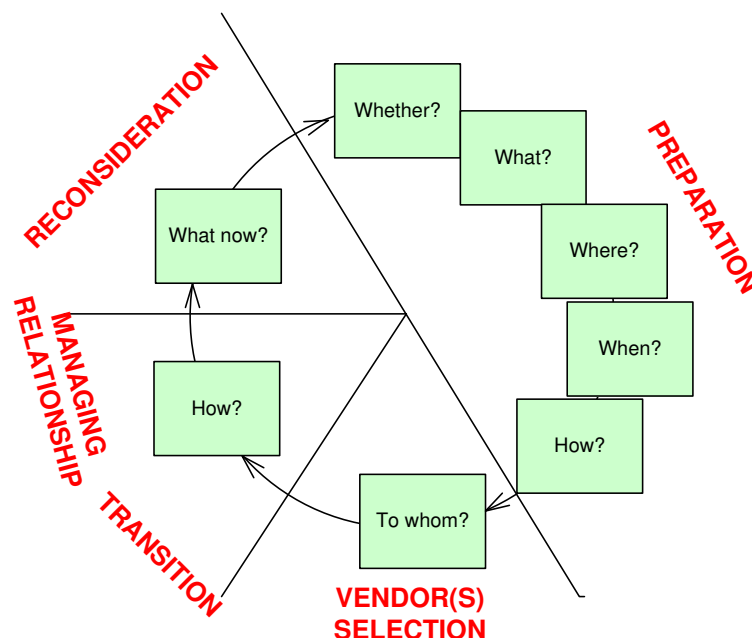 RECONSIDERATION
Whether?
What?
PREPARATION
Where?
When?
How?
To whom?
VENDOR(S)
SELECTION
TRANSITION
How?
MANAGING
RELATIONSHIP
What now?